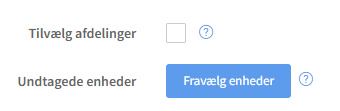 Tilvælg afdelinger ?
Undtagede enheder Fravælg enheder ?